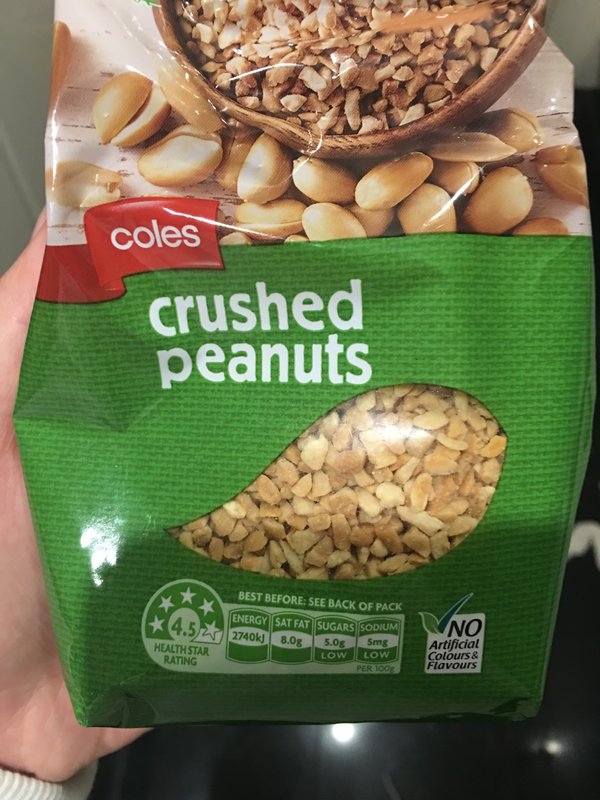 coles
crushed
peanuts
BEST BEFORE: SEE BACK OF PACK
4.5
HEALTH STAR
RATING
ENERGY
2740kJ
SAT FAT
8.0g
SUGARS
5.0g
LOW
SODIUM
5mg
LOW
PER 100g
NO
Artificial
Colours &
Flavours